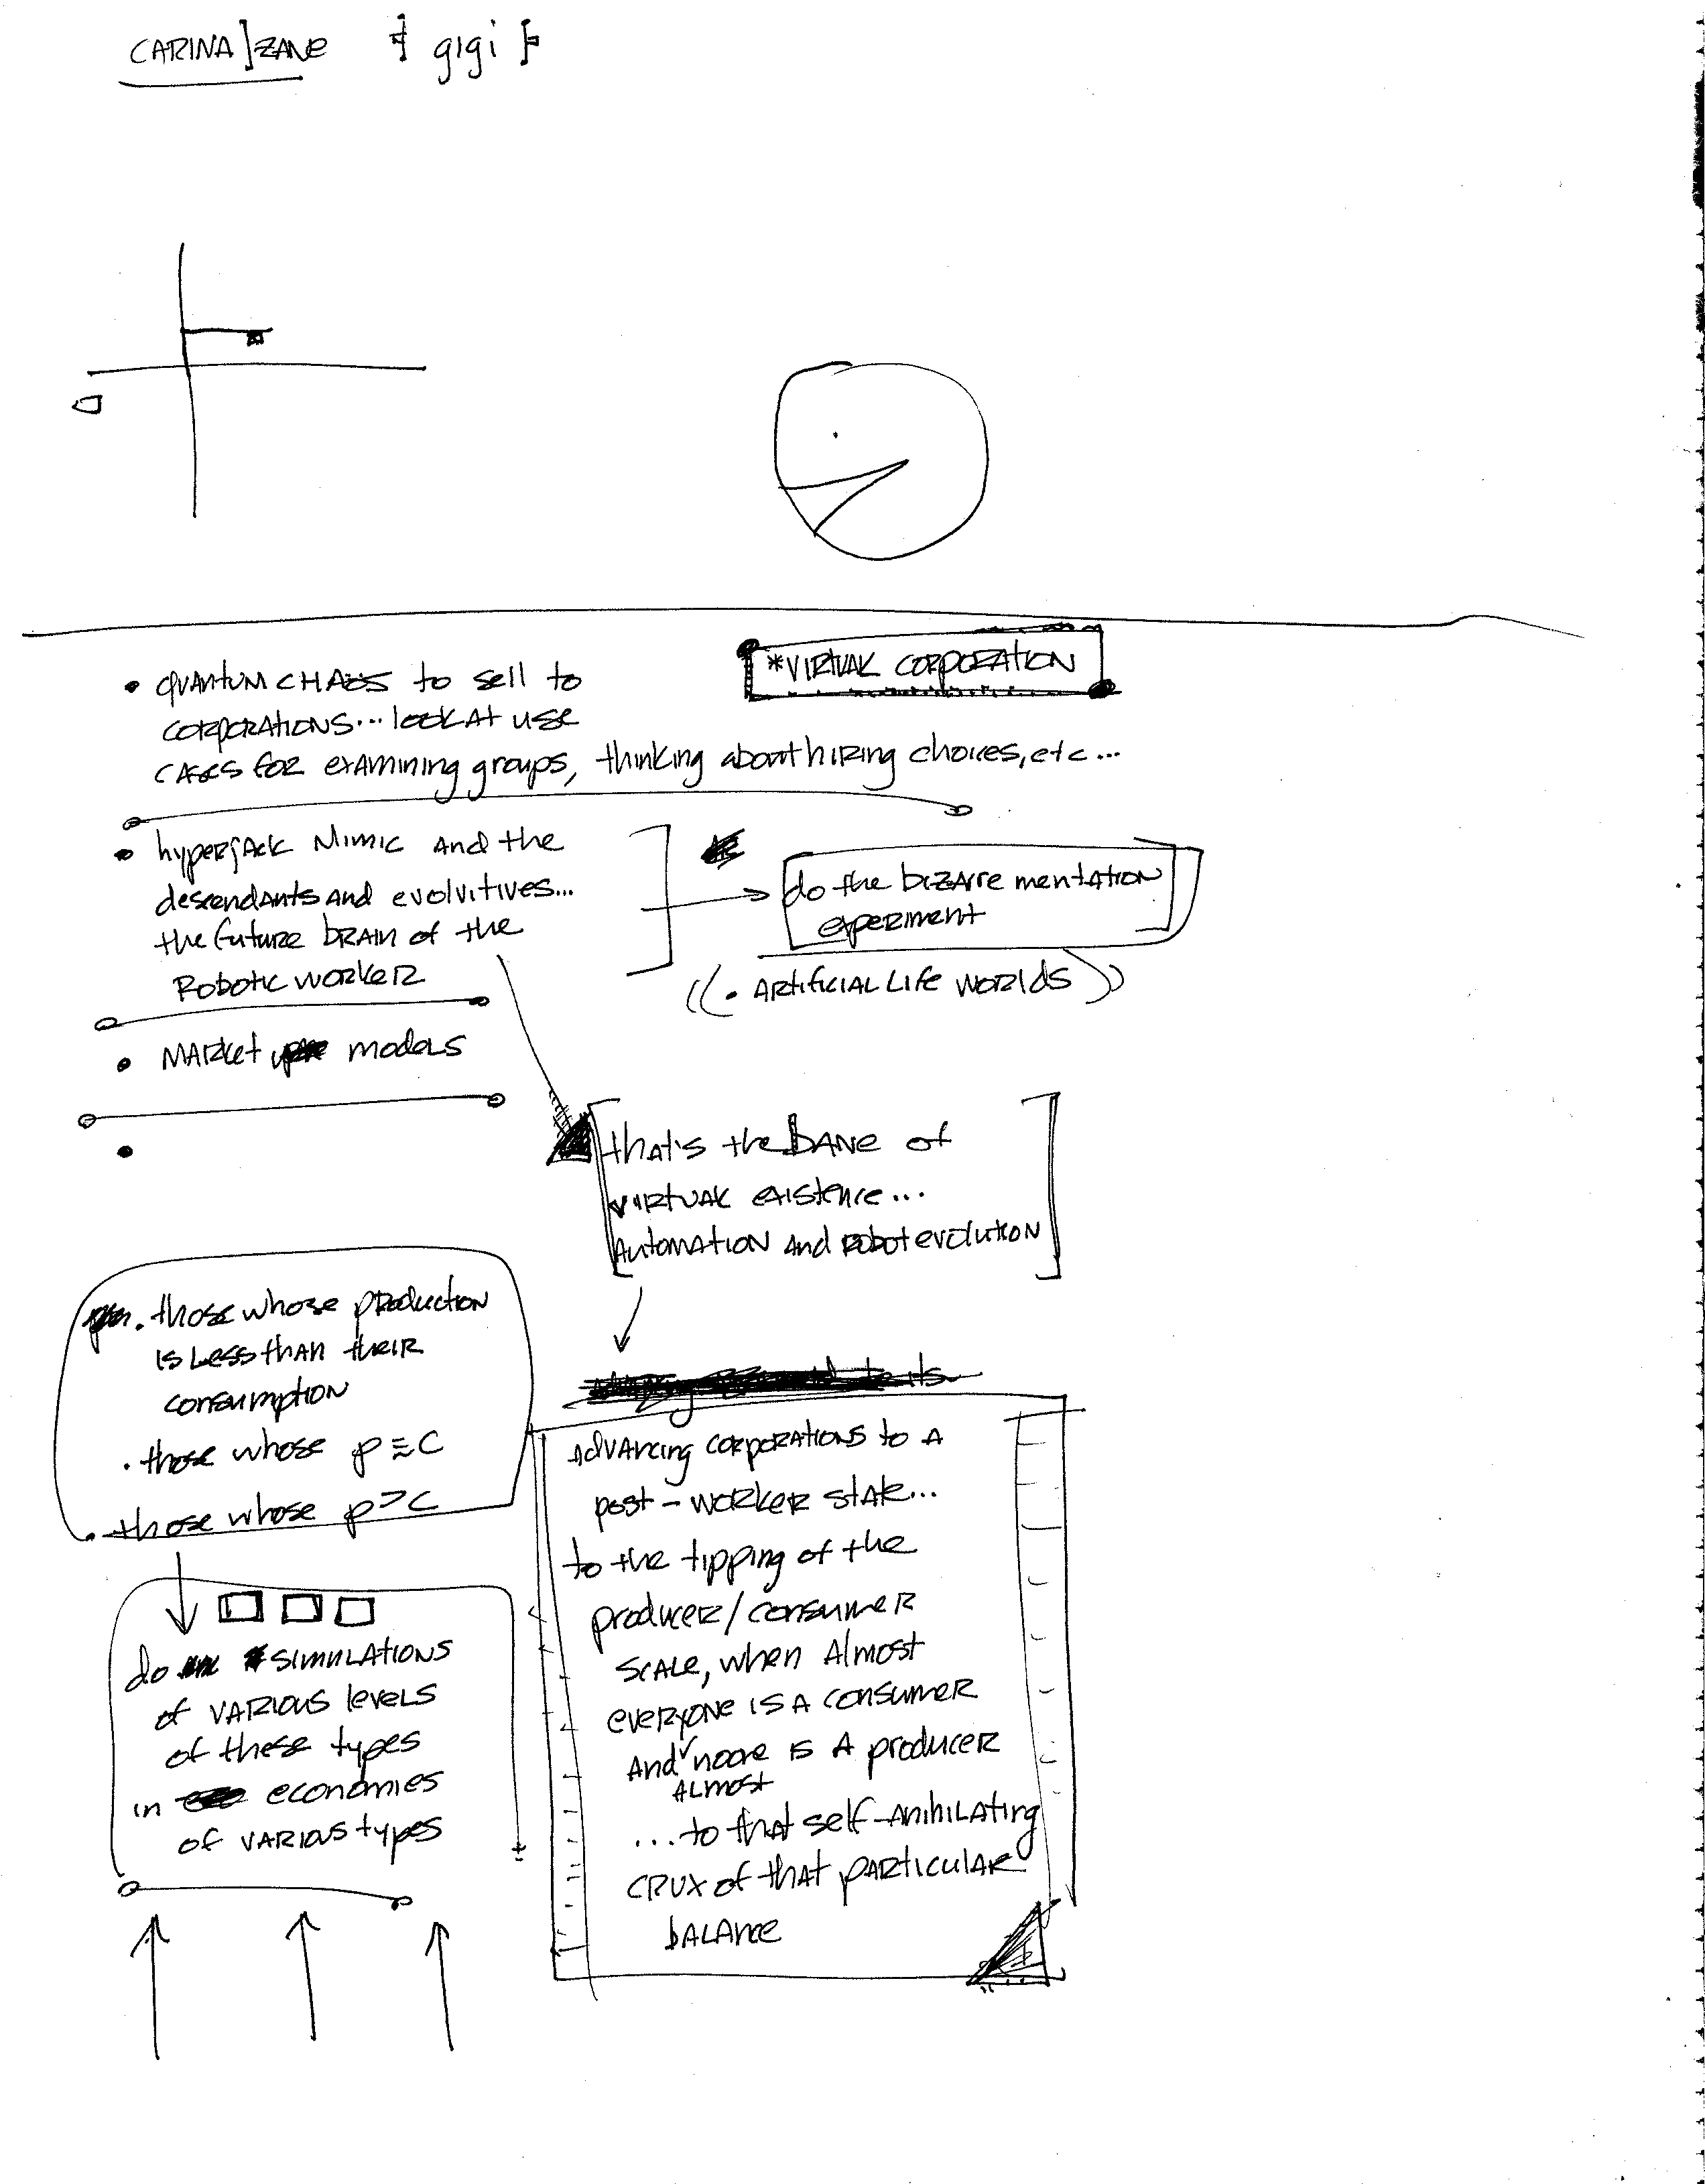 CARINA]ZANE { gigi }
*VIRTUAL CORPORATION
• QUANTUM CHAOS to sell to
CORPORATIONS... look AT use
CASES FOR examining groups, thinking about hiring choices, etc...
• hyperjack Mimic and the
descendants and evolvitives...
the future brain of the
Robotic worker
do the bizarre mentation
experiment
((• Artificial Life worlds))
• Market models
•
[that's the bane of
virtual existence...
Automation and robot evolution]
. those whose production
is less than their
consumption
. those whose p ≡ C
. those whose p > C
do simulations
of various levels
of these types
in economies
of various types
Advancing corporations to a
post-worker state...
to the tipping of the
producer/consumer
scale, when Almost
everyone is a consumer
And ˅ noone is A producer
Almost
...to that self-anihilating
crux of that particular
balance